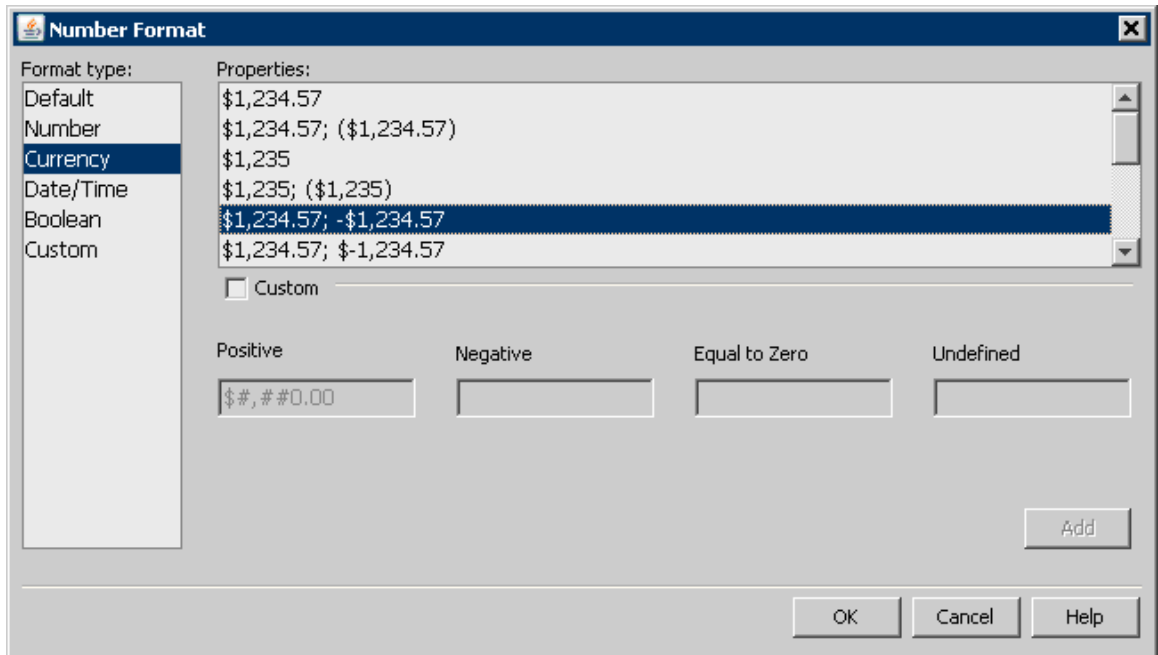 Number Format
Format type:
Default
Number
Currency
Date/Time
Boolean
Custom
Properties:
$1,234.57
$1,234.57; ($1,234.57)
$1,235
$1,235; ($1,235)
$1,234.57; -$1,234.57
$1,234.57; $-1,234.57
Custom
Positive Negative Equal to Zero Undefined
$#,##0.00
Add
OK Cancel Help